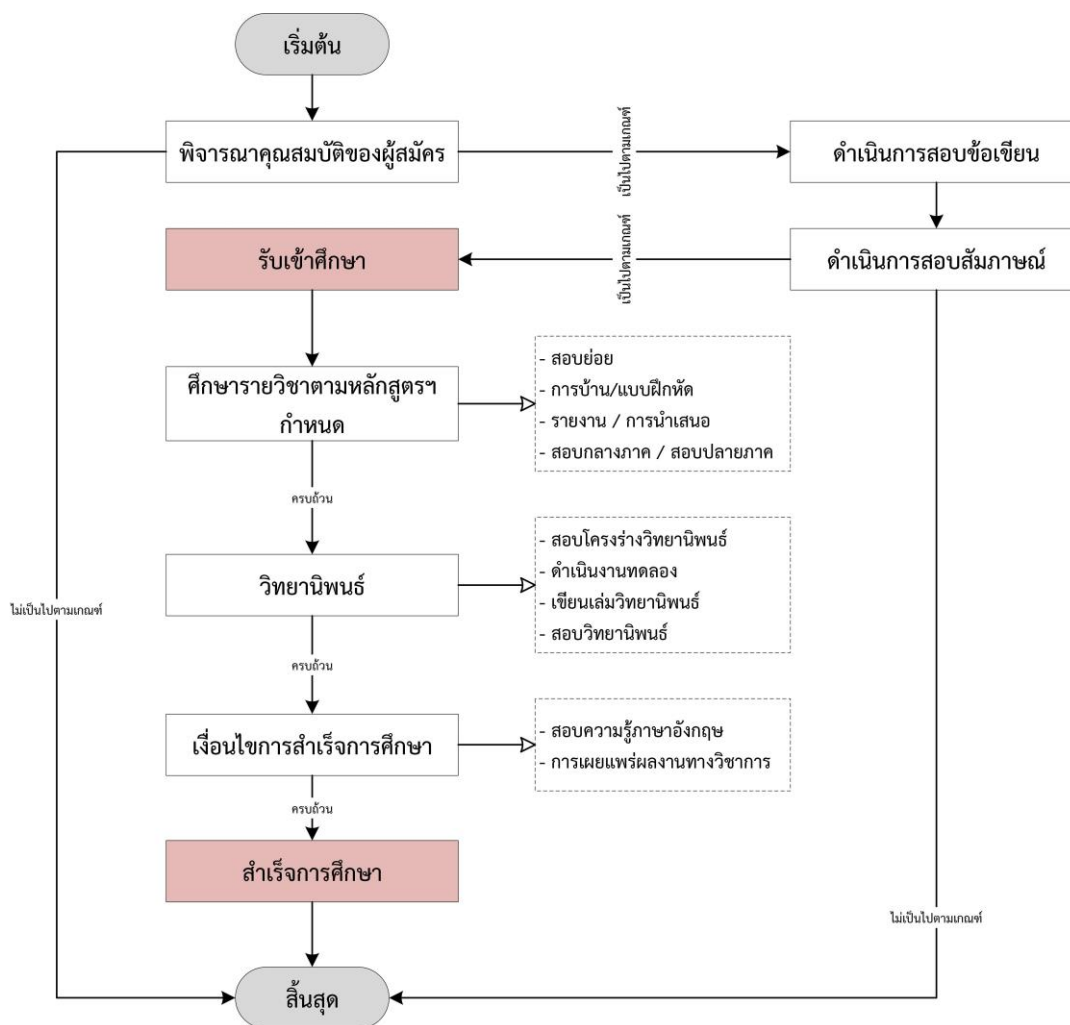 เริ่มต้น
พิจารณาคุณสมบัติของผู้สมัคร
เป็นไปตามเกณฑ์
ดำเนินการสอบข้อเขียน
รับเข้าศึกษา
เป็นไปตามเกณฑ์
ดำเนินการสอบสัมภาษณ์
ศึกษารายวิชาตามหลักสูตรฯ
กำหนด
- สอบย่อย
- การบ้าน/แบบฝึกหัด
- รายงาน / การนำเสนอ
- สอบกลางภาค / สอบปลายภาค
ครบถ้วน
วิทยานิพนธ์
- สอบโครงร่างวิทยานิพนธ์
- ดำเนินงานทดลอง
- เขียนเล่มวิทยานิพนธ์
- สอบวิทยานิพนธ์
ไม่เป็นไปตามเกณฑ์
ครบถ้วน
เงื่อนไขการสำเร็จการศึกษา
- สอบความรู้ภาษาอังกฤษ
- การเผยแพร่ผลงานทางวิชาการ
ครบถ้วน
สำเร็จการศึกษา
ไม่เป็นไปตามเกณฑ์
สิ้นสุด